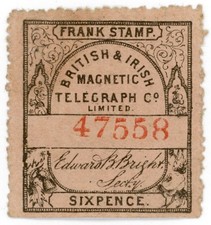 FRANK STAMP.
BRITISH & IRISH
MAGNETIC
TELEGRAPH Co
LIMITED.
47558
Edward B. Bright,
Secty.
SIXPENCE.